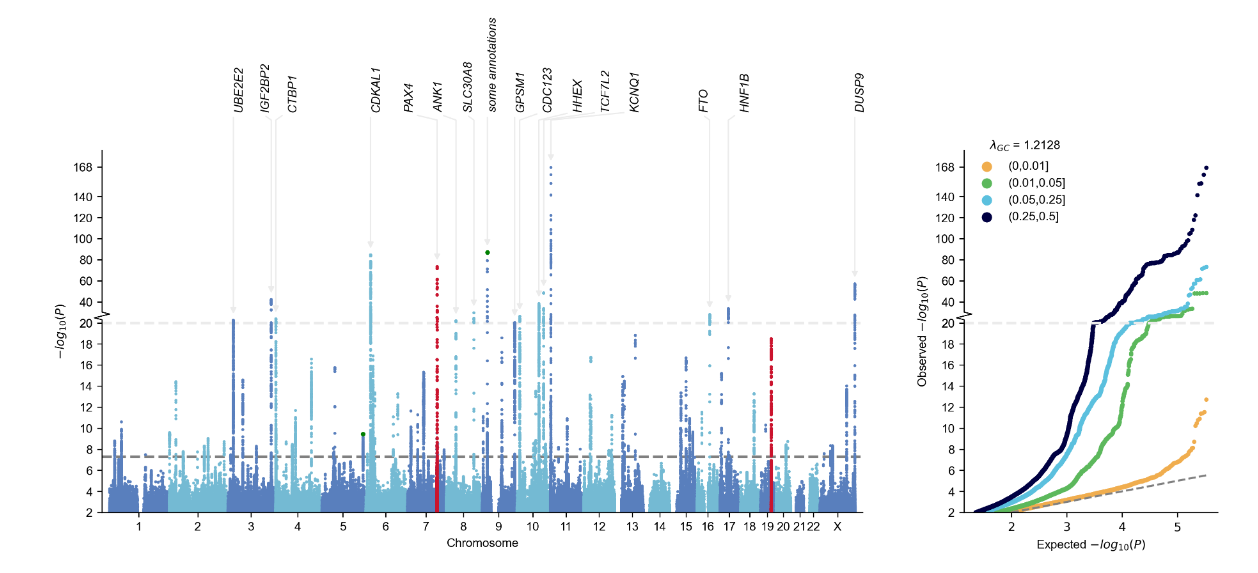 UBE2E2
IGF2BP2
CTBP1
CDKAL1
PAX4
ANK1
SLC30A8
some annotations
GPSM1
CDC123
HHEX
TCF7L2
KCNQ1
FTO
HNF1B
DUSP9
168
140
120
100
80
60
40
20
18
16
14
12
10
8
6
4
2
−log10(P)
1 2 3 4 5 6 7 8 9 10 11 12 13 14 15 16 17 18 19 20 21 22 X
Chromosome
λGC = 1.2128
(0,0.01]
(0.01,0.05]
(0.05,0.25]
(0.25,0.5]
168
140
120
100
80
60
40
20
18
16
14
12
10
8
6
4
2
Observed −log10(P)
2 3 4 5
Expected −log10(P)